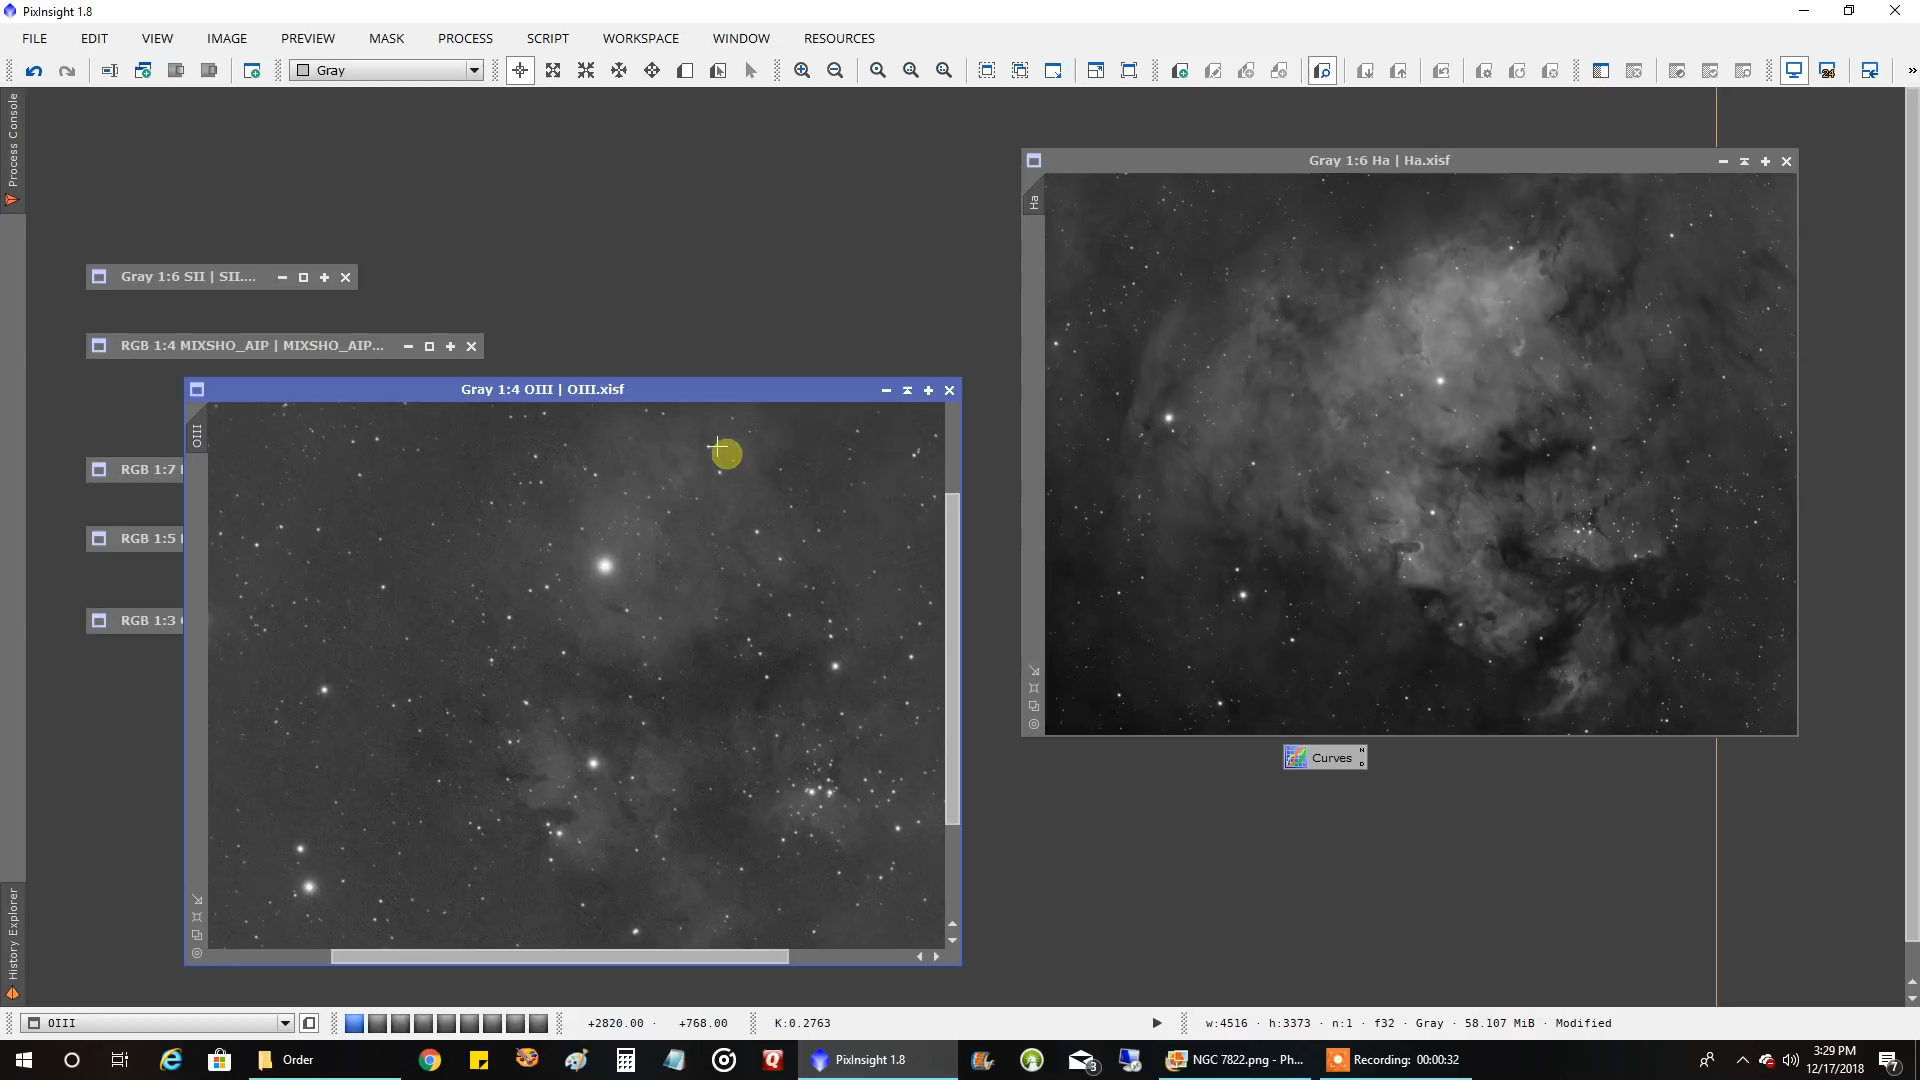 PixInsight 1.8
FILE EDIT VIEW IMAGE PREVIEW MASK PROCESS SCRIPT WORKSPACE WINDOW RESOURCES
Gray
24
Process Console
Gray 1:6 Ha | Ha.xisf
Ha
Gray 1:6 SII | SII....
RGB 1:4 MIXSHO_AIP | MIXSHO_AIP...
Gray 1:4 OIII | OIII.xisf
OIII
RGB 1:7
RGB 1:5
RGB 1:3
Curves
N
D
History Explorer
OIII
+2820.00 · +768.00
K:0.2763
w:4516 · h:3373 · n:1 · f32 · Gray · 58.107 MiB · Modified
Order
PixInsight 1.8
3
NGC 7822.png - Ph...
Recording: 00:00:32
3:29 PM
12/17/2018
7